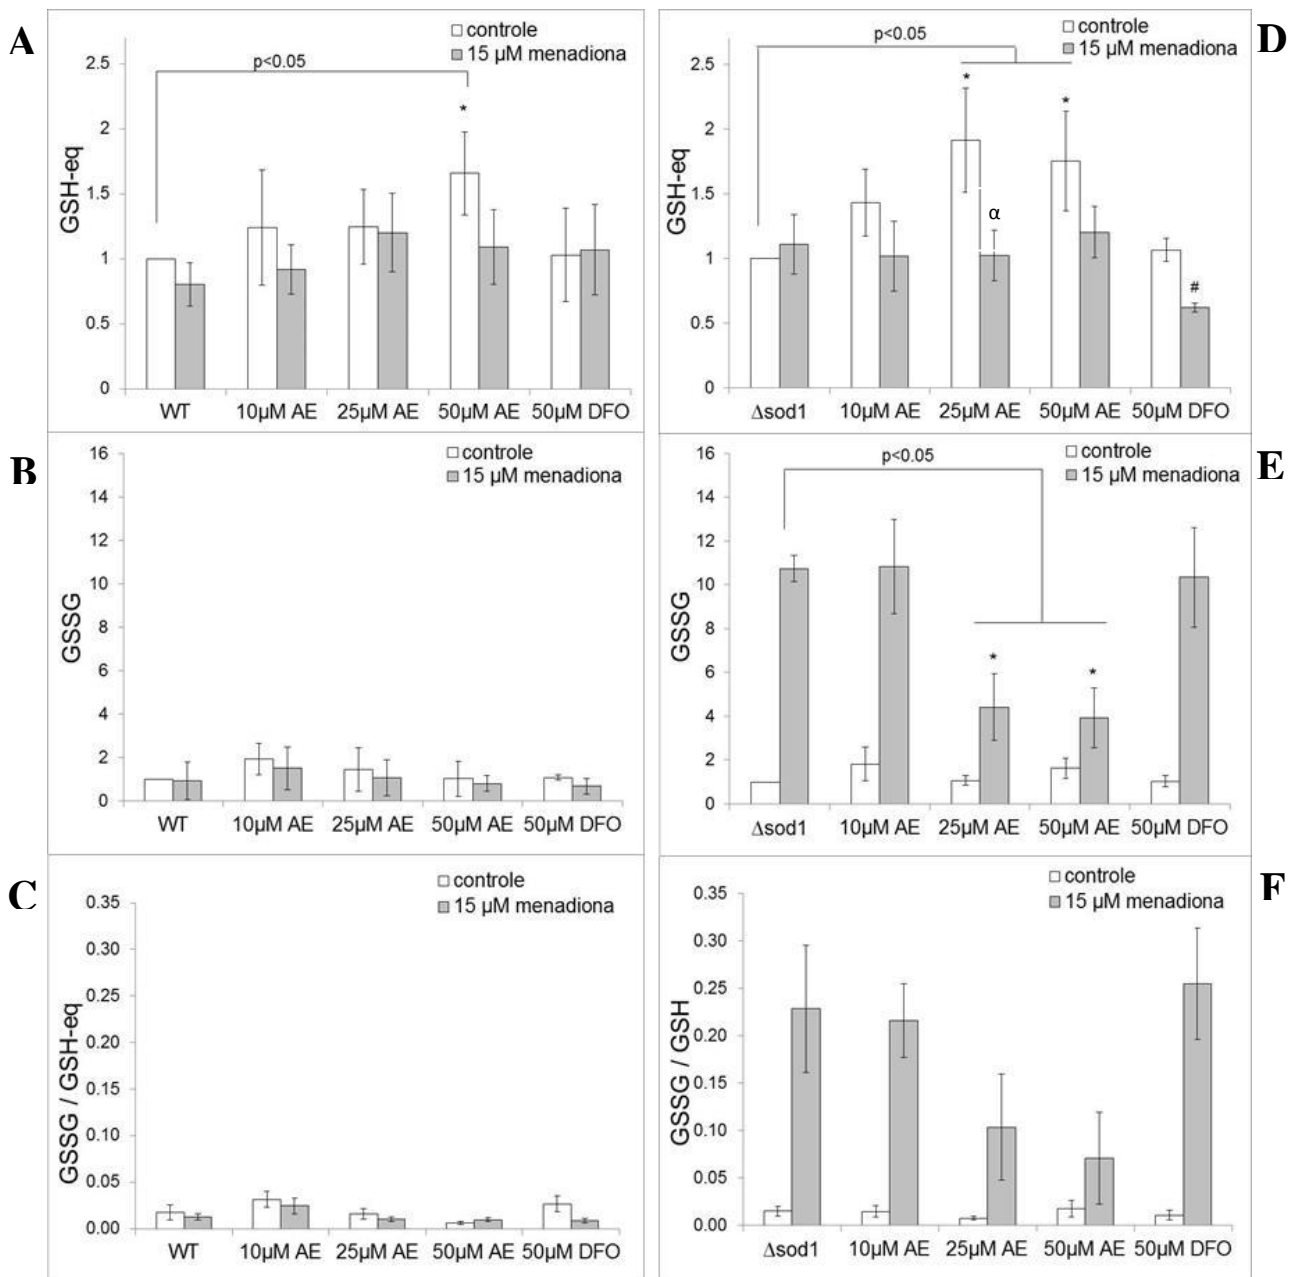 A
controle
15 µM menadiona
p<0.05
*
GSH-eq
2.5
2
1.5
1
0.5
0
WT 10µM AE 25µM AE 50µM AE 50µM DFO
D
controle
15 µM menadiona
p<0.05
* *
α
#
GSH-eq
2.5
2
1.5
1
0.5
0
Δsod1 10µM AE 25µM AE 50µM AE 50µM DFO
B
controle
15 µM menadiona
GSSG
16
14
12
10
8
6
4
2
0
WT 10µM AE 25µM AE 50µM AE 50µM DFO
E
controle
15 µM menadiona
p<0.05
* *
GSSG
16
14
12
10
8
6
4
2
0
Δsod1 10µM AE 25µM AE 50µM AE 50µM DFO
C
controle
15 µM menadiona
GSSG / GSH-eq
0.35
0.30
0.25
0.20
0.15
0.10
0.05
0.00
WT 10µM AE 25µM AE 50µM AE 50µM DFO
F
controle
15 µM menadiona
GSSG / GSH
0.35
0.30
0.25
0.20
0.15
0.10
0.05
0.00
Δsod1 10µM AE 25µM AE 50µM AE 50µM DFO